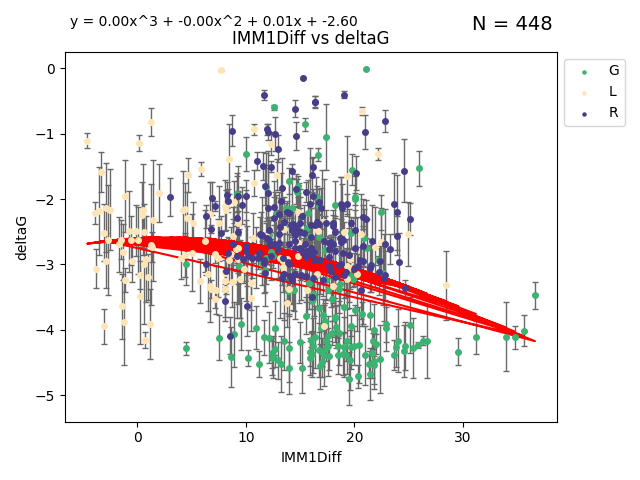 y = 0.00x^3 + -0.00x^2 + 0.01x + -2.60
N = 448
IMM1Diff vs deltaG
G
L
R
0
−1
−2
−3
−4
−5
deltaG
0 10 20 30
IMM1Diff